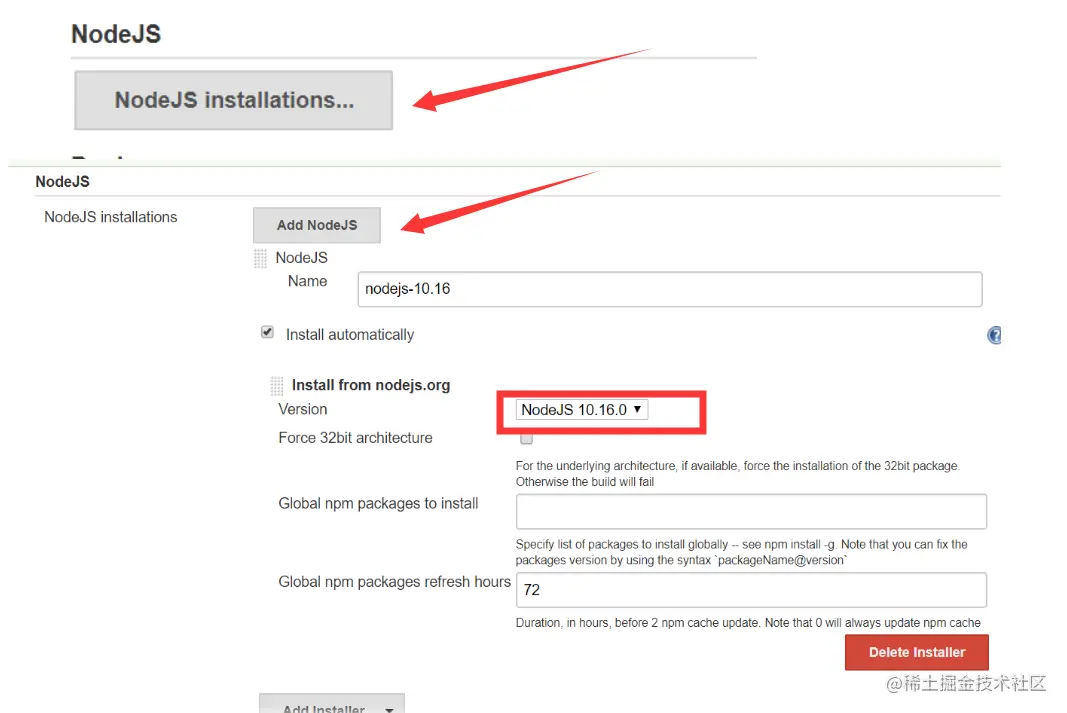 NodeJS
NodeJS installations...
NodeJS
NodeJS installations
Add NodeJS
NodeJS
Name
nodejs-10.16
Install automatically
Install from nodejs.org
Version
NodeJS 10.16.0
Force 32bit architecture
For the underlying architecture, if available, force the installation of the 32bit package.
Otherwise the build will fail
Global npm packages to install
Specify list of packages to install globally -- see npm install -g. Note that you can fix the
packages version by using the syntax `packageName@version`
Global npm packages refresh hours
72
Duration, in hours, before 2 npm cache update. Note that 0 will always update npm cache
Delete Installer
@稀土掘金技术社区
Add Installer